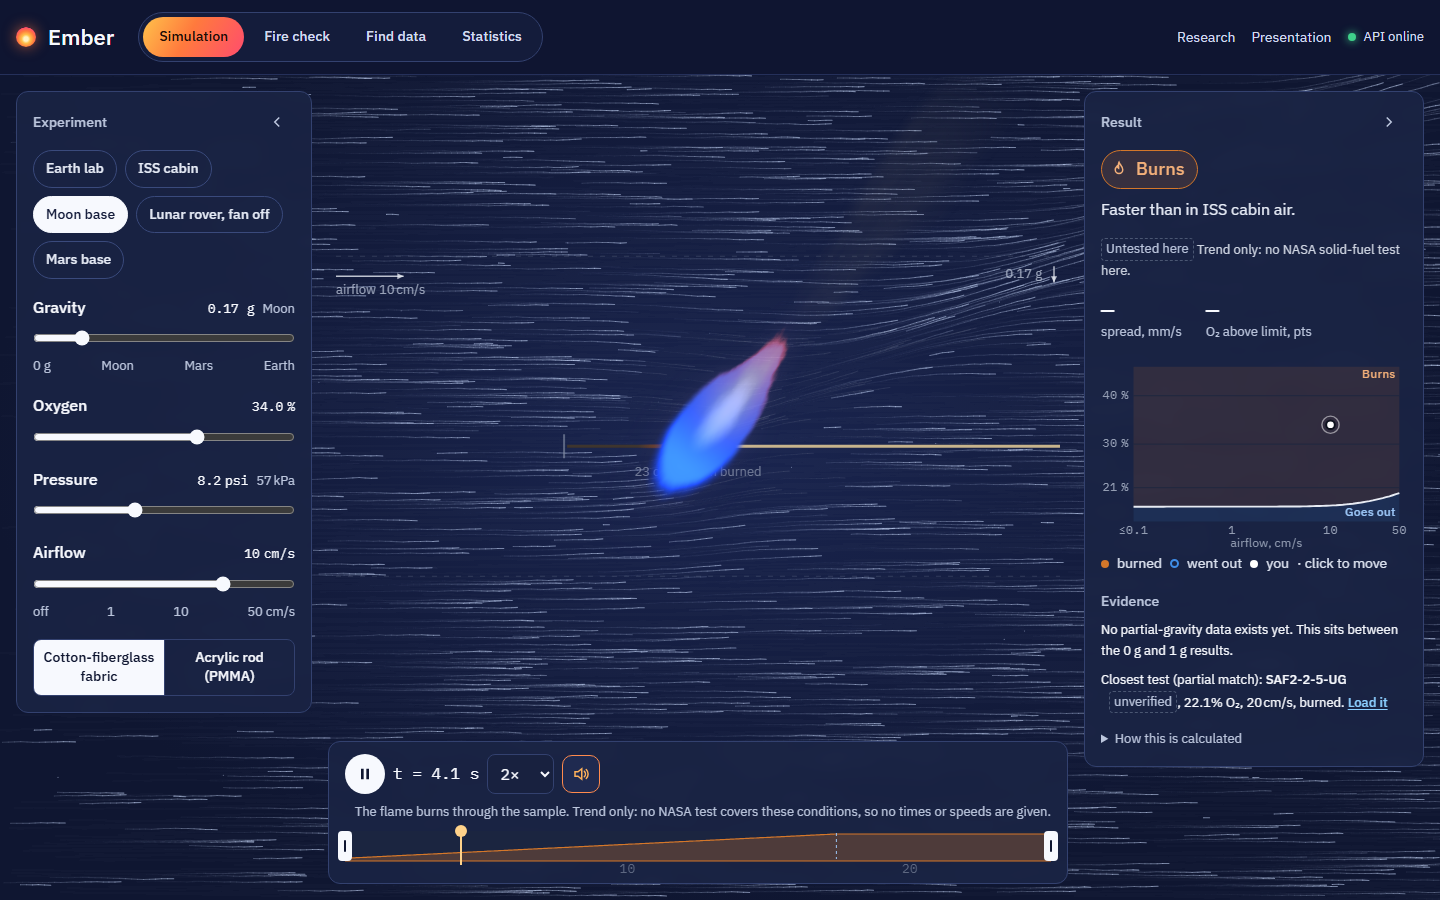 Ember
Simulation
Fire check
Find data
Statistics
Research
Presentation
API online
Experiment
Earth lab
ISS cabin
Moon base
Lunar rover, fan off
Mars base
Gravity
0.17 g Moon
0 g
Moon
Mars
Earth
Oxygen
34.0 %
Pressure
8.2 psi 57 kPa
Airflow
10 cm/s
off
1
10
50 cm/s
Cotton-fiberglass
fabric
Acrylic rod
(PMMA)
airflow 10 cm/s
0.17 g
23 c
burned
t = 4.1 s
2×
The flame burns through the sample. Trend only: no NASA test covers these conditions, so no times or speeds are given.
10
20
Result
Burns
Faster than in ISS cabin air.
Untested here Trend only: no NASA solid-fuel test
here.
—
spread, mm/s
—
O₂ above limit, pts
Burns
40 %
30 %
21 %
Goes out
≤0.1
1
10
50
airflow, cm/s
burned
went out
you
· click to move
Evidence
No partial-gravity data exists yet. This sits between
the 0 g and 1 g results.
Closest test (partial match): SAF2-2-5-UG
unverified, 22.1% O₂, 20 cm/s, burned. Load it
How this is calculated